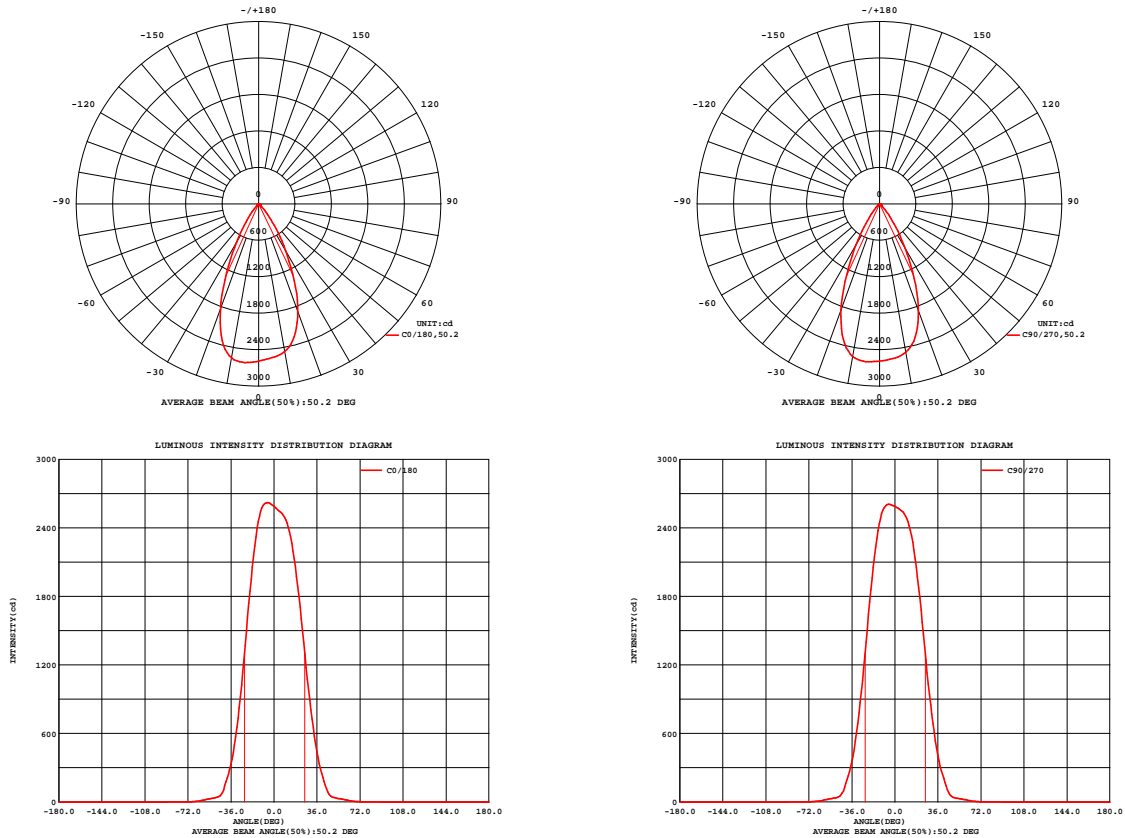 -/+180
-150 150
-120 120
-90 90
-60 60
-30 30
0
0
600
1200
1800
2400
3000
UNIT:cd
C0/180,50.2
AVERAGE BEAM ANGLE(50%):50.2 DEG
-/+180
-150 150
-120 120
-90 90
-60 60
-30 30
0
0
600
1200
1800
2400
3000
UNIT:cd
C90/270,50.2
AVERAGE BEAM ANGLE(50%):50.2 DEG
LUMINOUS INTENSITY DISTRIBUTION DIAGRAM
C0/180
3000
2400
1800
1200
600
0
INTENSITY(cd)
-180.0 -144.0 -108.0 -72.0 -36.0 0.0 36.0 72.0 108.0 144.0 180.0
ANGLE(DEG)
AVERAGE BEAM ANGLE(50%):50.2 DEG
LUMINOUS INTENSITY DISTRIBUTION DIAGRAM
C90/270
3000
2400
1800
1200
600
0
INTENSITY(cd)
-180.0 -144.0 -108.0 -72.0 -36.0 0.0 36.0 72.0 108.0 144.0 180.0
ANGLE(DEG)
AVERAGE BEAM ANGLE(50%):50.2 DEG